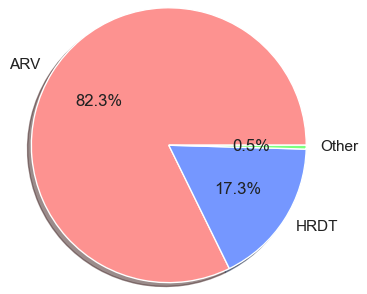 ARV
82.3%
0.5%
Other
17.3%
HRDT